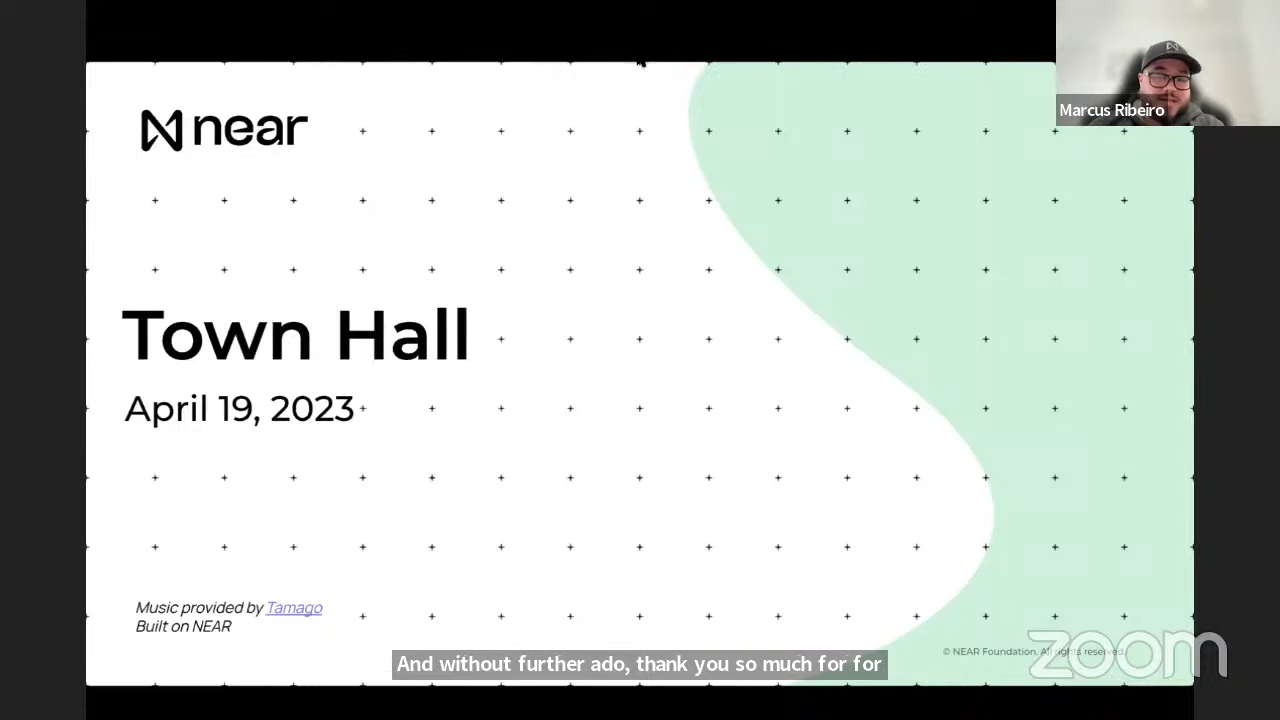 near
Marcus Ribeiro
Town Hall
April 19, 2023
Music provided by Tamago
Built on NEAR
© NEAR Foundation. All rights reserved.
zoom
And without further ado, thank you so much for for